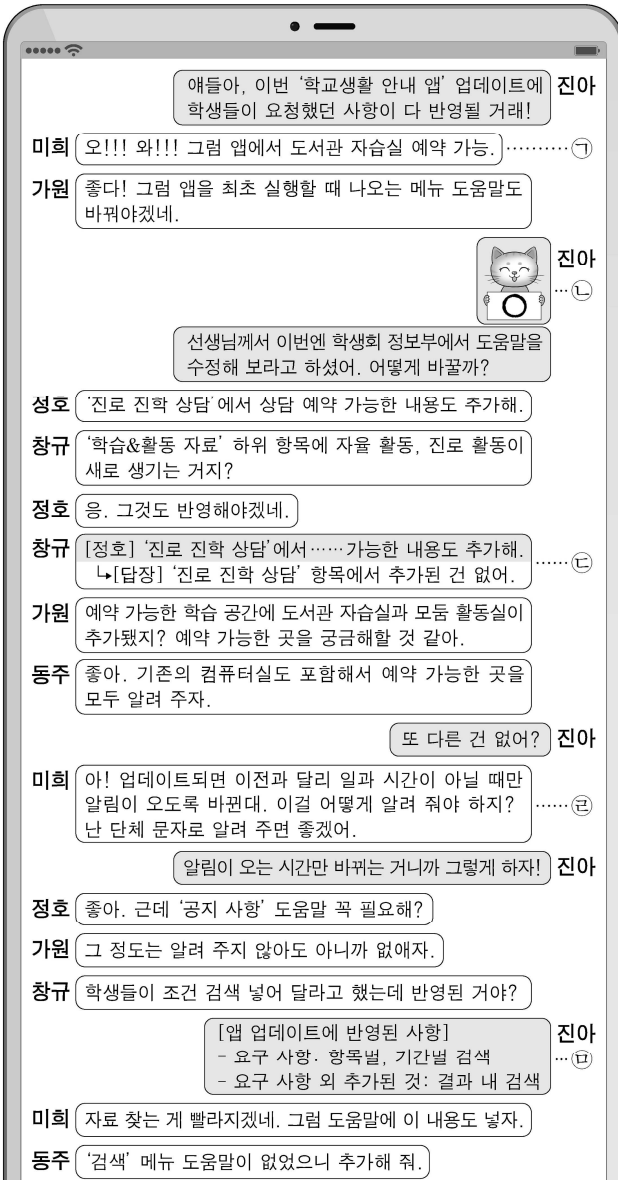 얘들아, 이번 ‘학교생활 안내 앱’ 업데이트에 진아
학생들이 요청했던 사항이 다 반영될 거래!
미희 오!!! 와!!! 그럼 앱에서 도서관 자습실 예약 가능. ………㉠
가원 좋다! 그럼 앱을 최초 실행할 때 나오는 메뉴 도움말도
바꿔야겠네.
진아
…㉡
선생님께서 이번엔 학생회 정보부에서 도움말을
수정해 보라고 하셨어. 어떻게 바꿀까?
성호 ‘진로 진학 상담’에서 상담 예약 가능한 내용도 추가해.
창규 ‘학습&활동 자료’ 하위 항목에 자율 활동, 진로 활동이
새로 생기는 거지?
정호 응. 그것도 반영해야겠네.
창규 [정호] ‘진로 진학 상담’에서……가능한 내용도 추가해.
↳[답장] ‘진로 진학 상담’ 항목에서 추가된 건 없어. ……㉢
가원 예약 가능한 학습 공간에 도서관 자습실과 모둠 활동실이
추가됐지? 예약 가능한 곳을 궁금해할 것 같아.
동주 좋아. 기존의 컴퓨터실도 포함해서 예약 가능한 곳을
모두 알려 주자.
또 다른 건 없어? 진아
미희 아! 업데이트되면 이전과 달리 일과 시간이 아닐 때만
알림이 오도록 바뀐대. 이걸 어떻게 알려 줘야 하지? ……㉣
난 단체 문자로 알려 주면 좋겠어.
알림이 오는 시간만 바뀌는 거니까 그렇게 하자! 진아
정호 좋아. 근데 ‘공지 사항’ 도움말 꼭 필요해?
가원 그 정도는 알려 주지 않아도 아니까 없애자.
창규 학생들이 조건 검색 넣어 달라고 했는데 반영된 거야?
[앱 업데이트에 반영된 사항] 진아
- 요구 사항: 항목별, 기간별 검색 …㉤
- 요구 사항 외 추가된 것: 결과 내 검색
미희 자료 찾는 게 빨라지겠네. 그럼 도움말에 이 내용도 넣자.
동주 ‘검색’ 메뉴 도움말이 없었으니 추가해 줘.